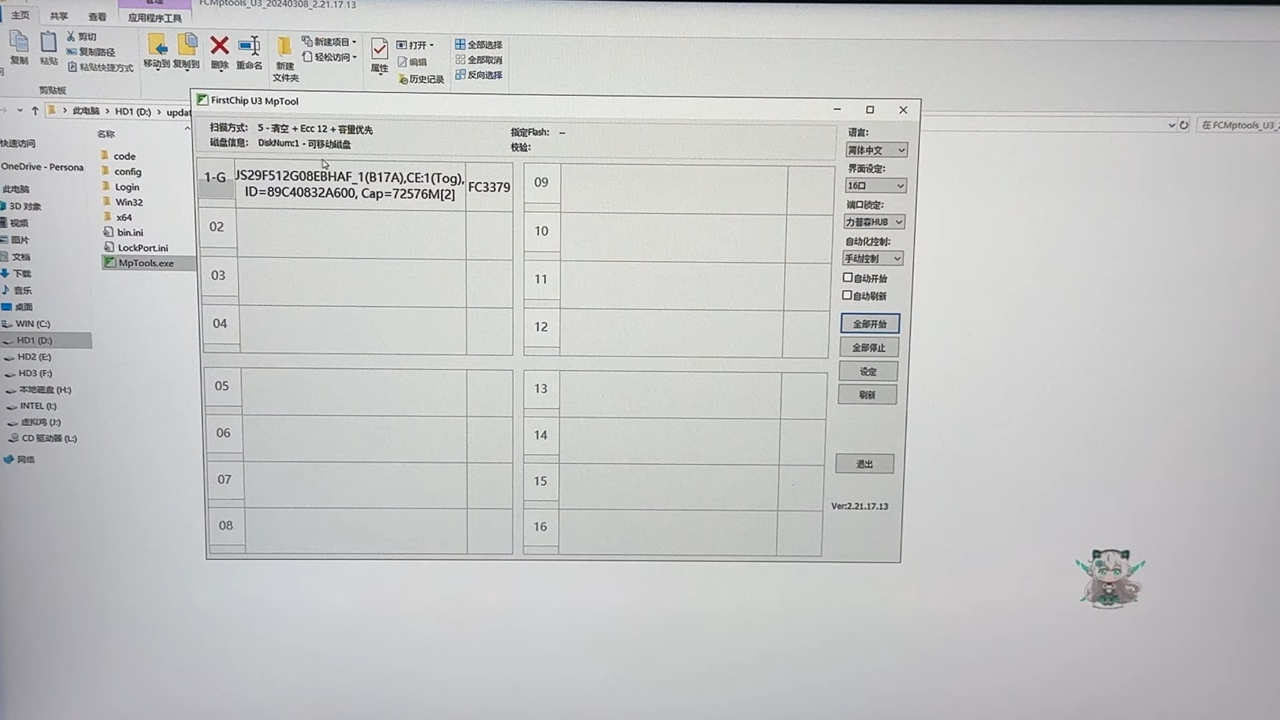 管理
FCMptools_U3_20240308_2.21.17.13
主页 共享 查看 应用程序工具
复制 粘贴
剪切
复制路径
粘贴快捷方式
剪贴板
移动到 复制到 删除 重命名
新建
文件夹
新建项目
轻松访问
属性
打开
编辑
历史记录
全部选择
全部取消
反向选择
此电脑 > HD1 (D:) >
在 FCMptools_U3_2
快速访问
OneDrive - Persona
此电脑
3D 对象
视频
图片
文档
下载
音乐
桌面
WIN (C:)
HD1 (D:)
HD2 (E:)
HD3 (F:)
本地磁盘 (H:)
INTEL (I:)
虚拟鸡 (J:)
CD 驱动器 (L:)
网络
名称
code
config
Login
Win32
x64
bin.ini
LockPort.ini
MpTools.exe
FirstChip U3 MpTool
扫描方式: 5 - 清空 + Ecc 12 + 容量优先
磁盘信息: DiskNum:1 - 可移动磁盘
指定Flash: --
校验:
1-G
JS29F512G08EBHAF_1(B17A),CE:1(Tog),
ID=89C40832A600, Cap=72576M[2]
FC3379
02
03
04
05
06
07
08
09
10
11
12
13
14
15
16
语言:
简体中文
界面设定:
16口
端口锁定:
力普森HUB
自动化控制:
手动控制
自动开始
自动刷新
全部开始
全部停止
设定
刷新
退出
Ver:2.21.17.13